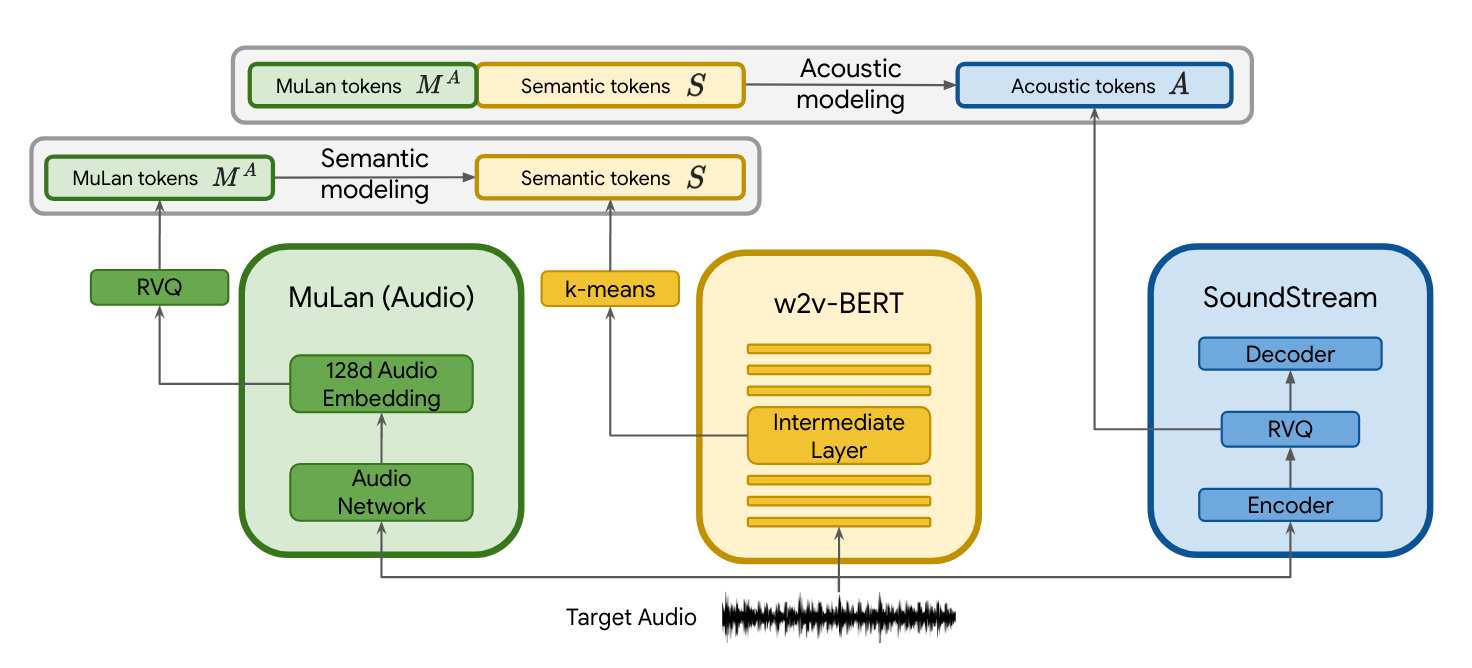 MuLan tokens M^A
Semantic tokens S
Acoustic
modeling
Acoustic tokens A
MuLan tokens M^A
Semantic
modeling
Semantic tokens S
RVQ
MuLan (Audio)
128d Audio
Embedding
Audio
Network
k-means
w2v-BERT
Intermediate
Layer
SoundStream
Decoder
RVQ
Encoder
Target Audio